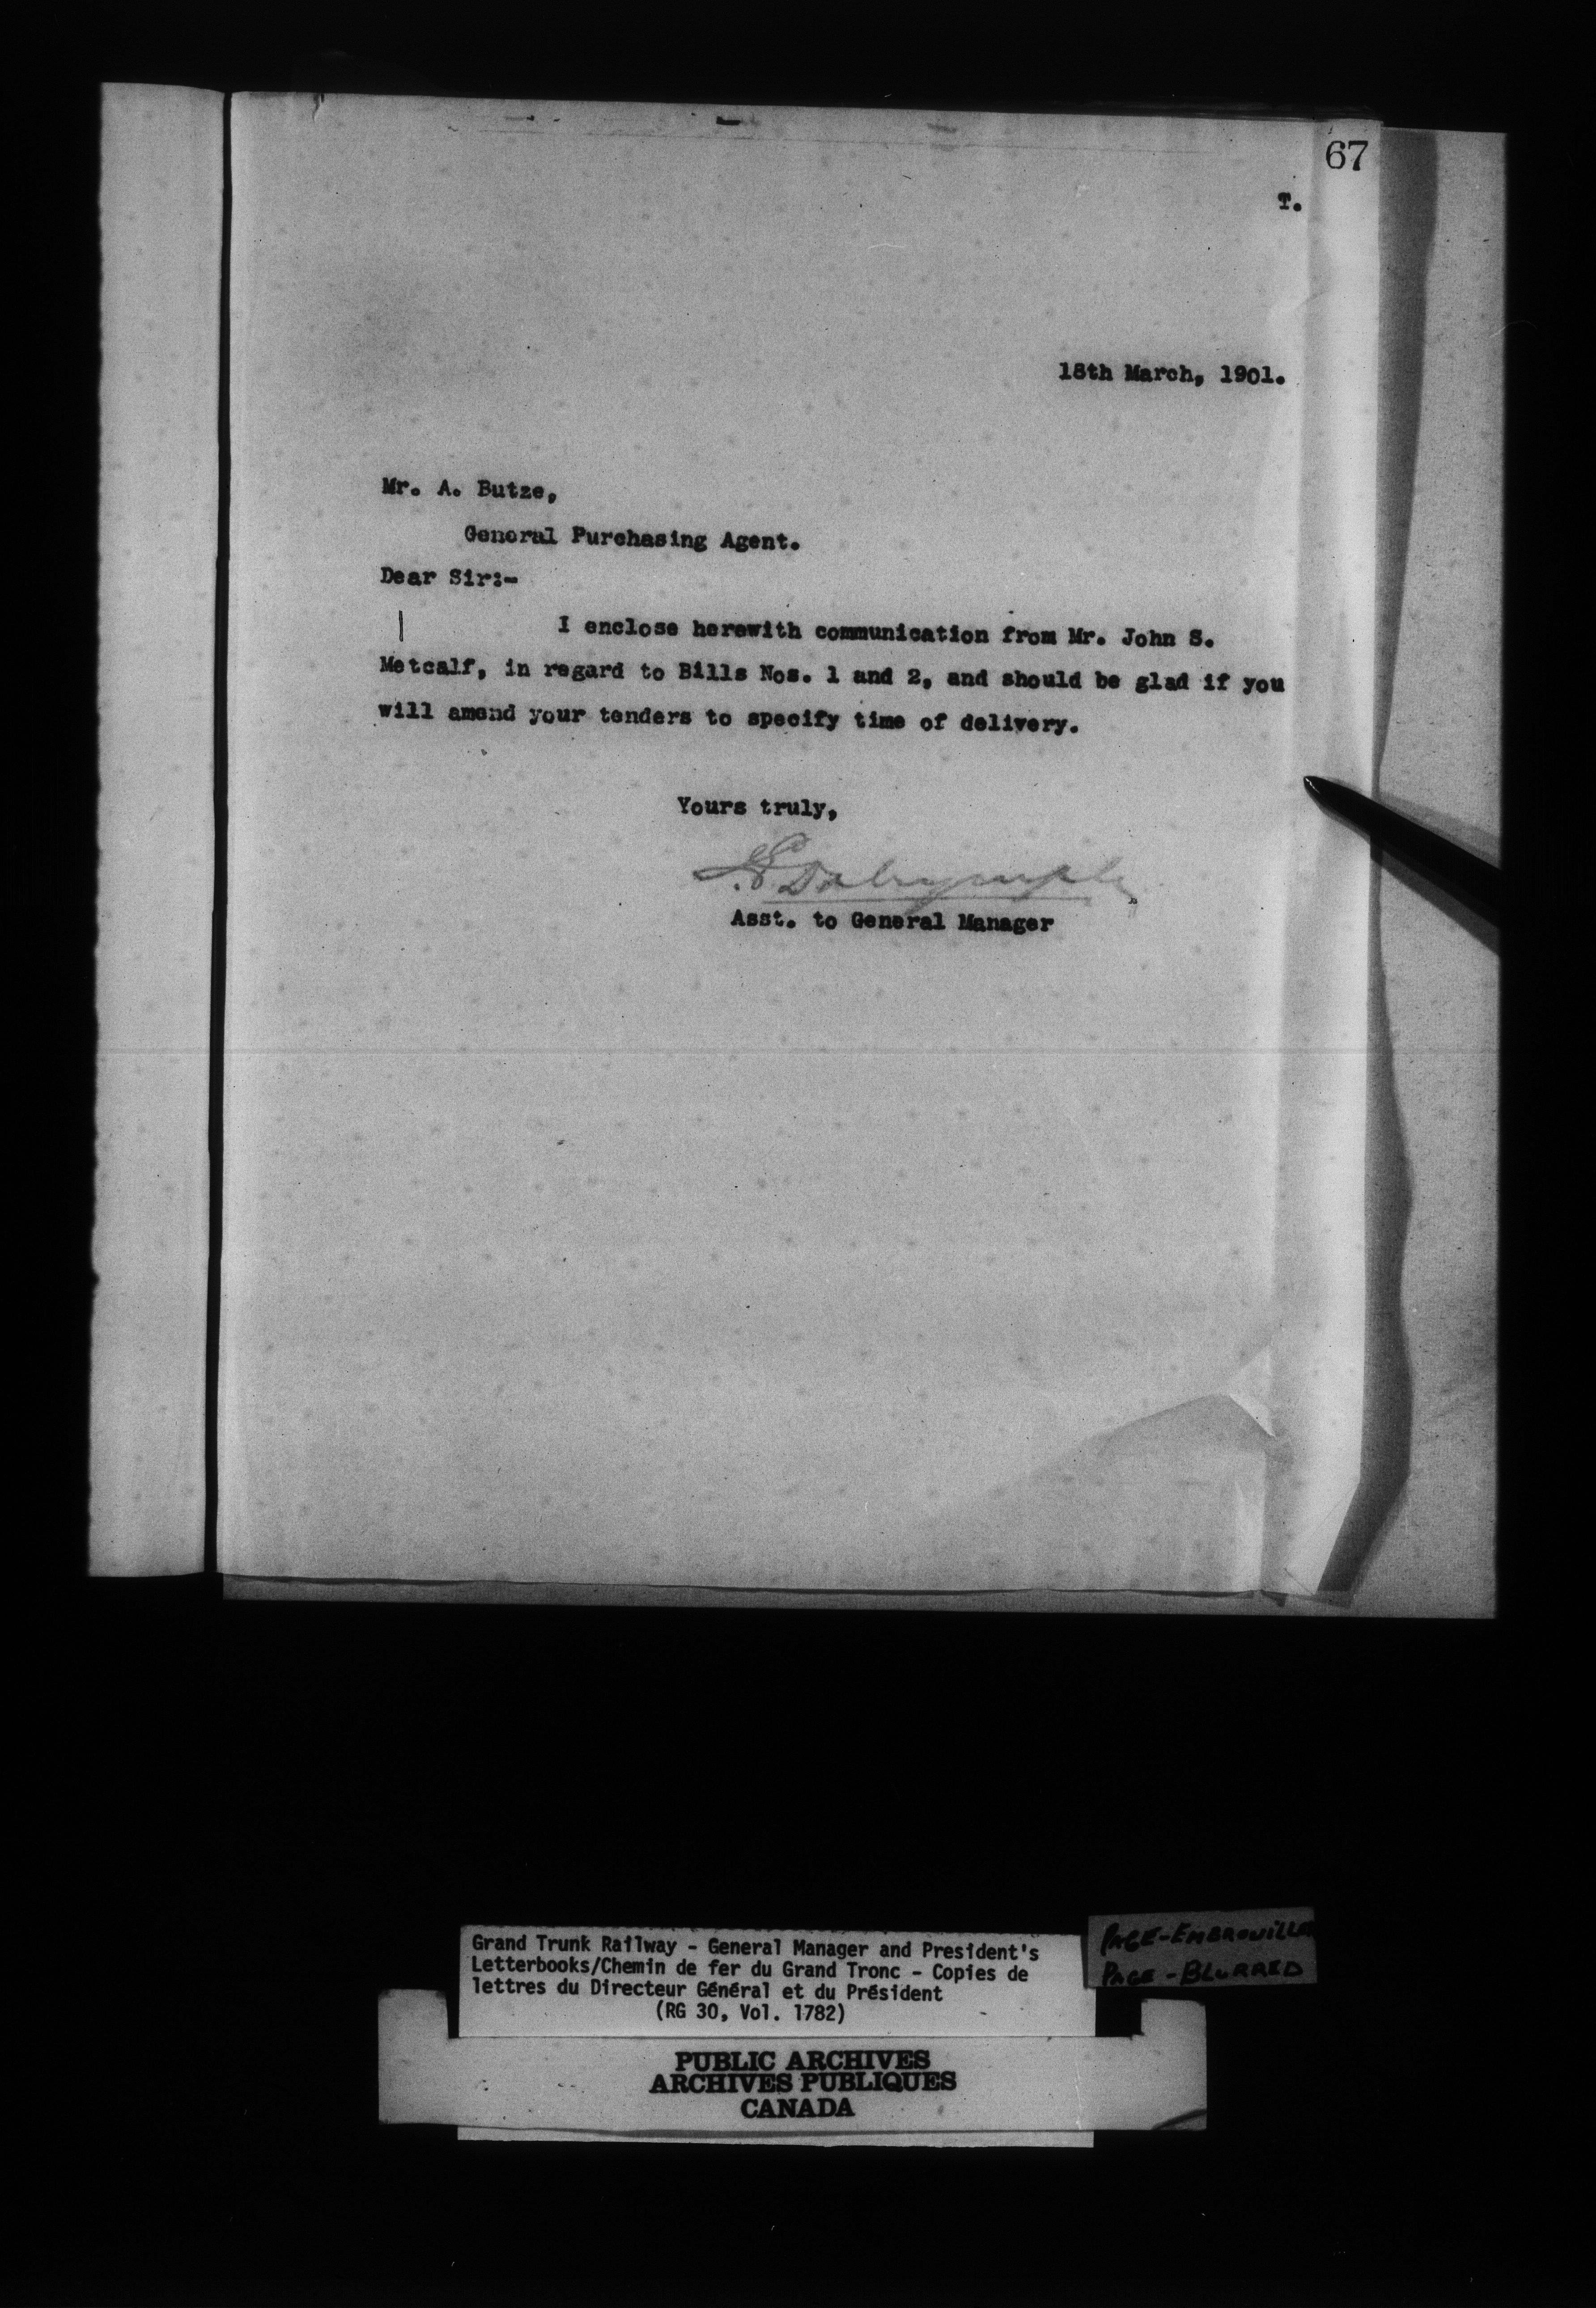 67
T.
18th March, 1901.
Mr. A. Butze,
General Purchasing Agent.
Dear Sir:-
I enclose herewith communication from Mr. John S.
Metcalf, in regard to Bills Nos. 1 and 2, and should be glad if you
will amend your tenders to specify time of delivery.
Yours truly,
Dalrymple
Asst. to General Manager
Grand Trunk Railway - General Manager and President's
Letterbooks/Chemin de fer du Grand Tronc - Copies de
lettres du Directeur Général et du Président
(RG 30, Vol. 1782)
PAGE-EMBROUILLÉE
PAGE-BLURRED
PUBLIC ARCHIVES
ARCHIVES PUBLIQUES
CANADA